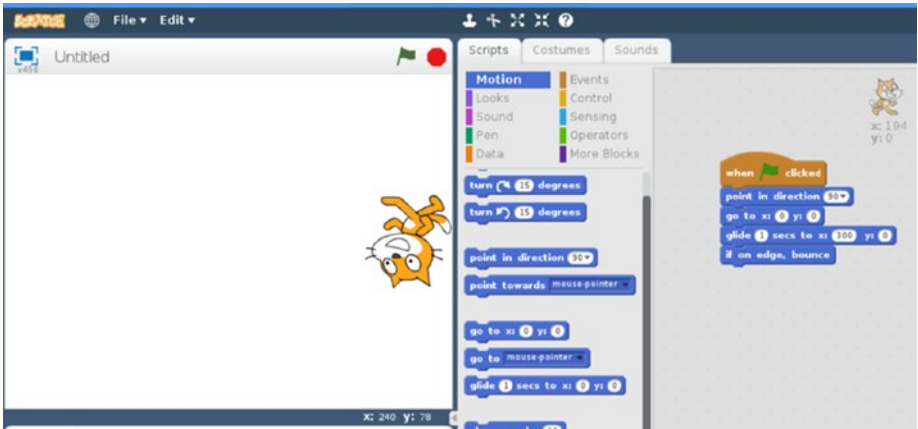 SCRATCH File Edit
Untitled
v456
Scripts Costumes Sounds
Motion Events
Looks Control
Sound Sensing
Pen Operators
Data More Blocks
turn 15 degrees
turn 15 degrees
point in direction 90
point towards mouse-pointer
go to x: 0 y: 0
go to mouse-pointer
glide 1 secs to x: 0 y: 0
x: 194
y: 0
when clicked
point in direction 90
go to x: 0 y: 0
glide 1 secs to x: 300 y: 0
if on edge, bounce
X: 240 y: 78